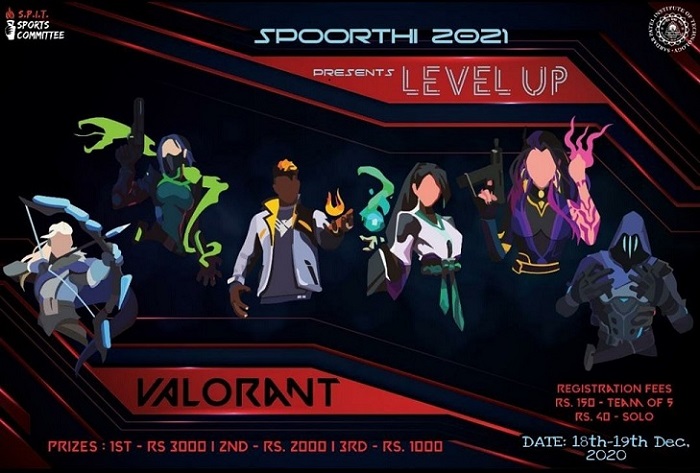 S.P.I.T.
SPORTS
COMMITTEE
SPOORTHI 2021
PRESENTS LEVEL UP
VALORANT
REGISTRATION FEES
RS. 150 - TEAM OF 5
RS. 40 - SOLO
PRIZES : 1ST - RS 3000 | 2ND - RS. 2000 | 3RD - RS. 1000
DATE: 18th-19th Dec,
2020